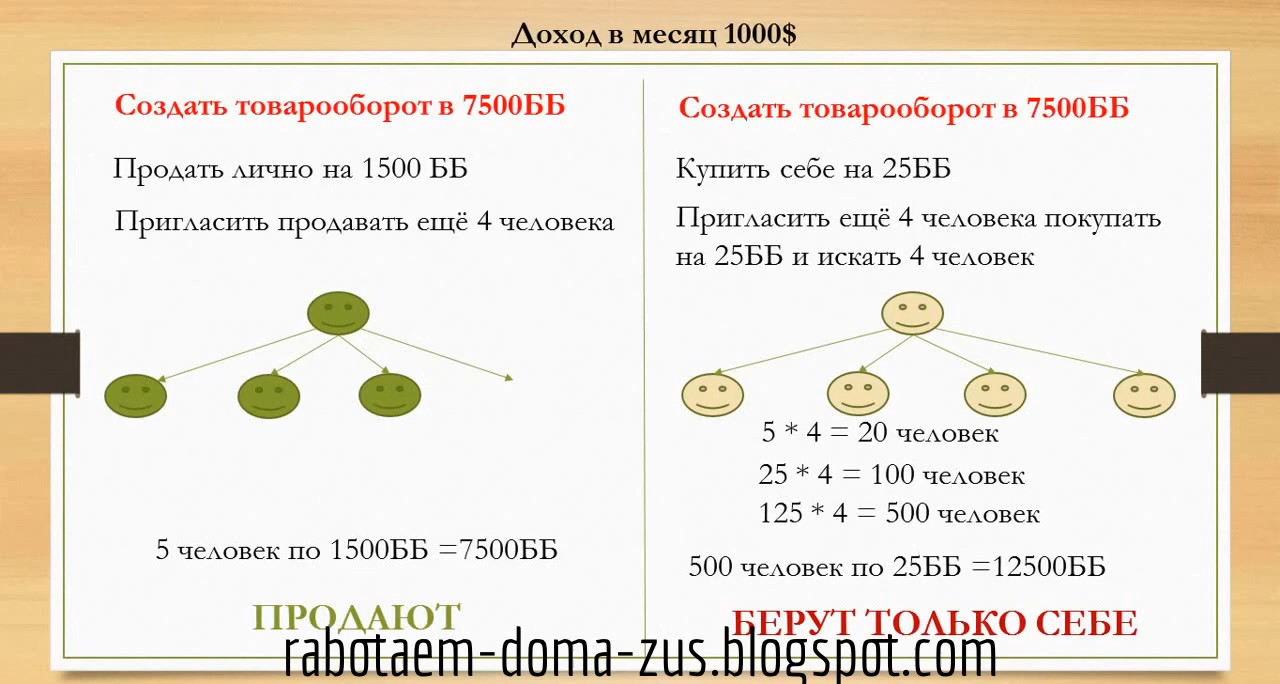 Доход в месяц 1000$
Создать товарооборот в 7500ББ
Продать лично на 1500 ББ
Пригласить продавать ещё 4 человека
5 человек по 1500ББ =7500ББ
ПРОДАЮТ
Создать товарооборот в 7500ББ
Купить себе на 25ББ
Пригласить ещё 4 человека покупать
на 25ББ и искать 4 человек
5 * 4 = 20 человек
25 * 4 = 100 человек
125 * 4 = 500 человек
500 человек по 25ББ =12500ББ
БЕРУТ ТОЛЬКО СЕБЕ
rabotaem-doma-zus.blogspot.com